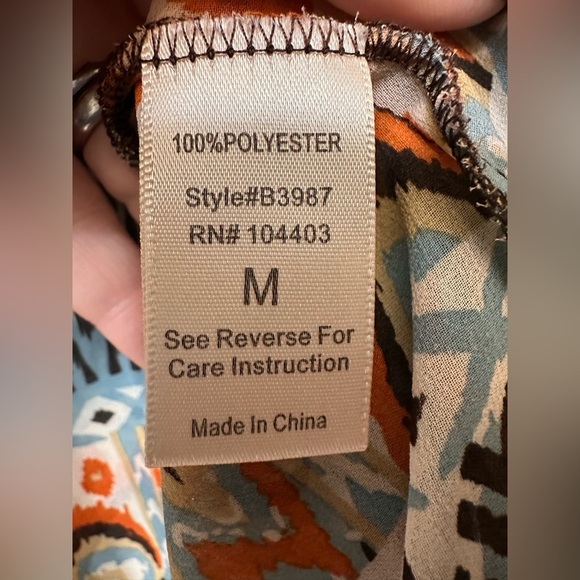 100%POLYESTER
Style#B3987
RN# 104403
M
See Reverse For
Care Instruction
Made In China